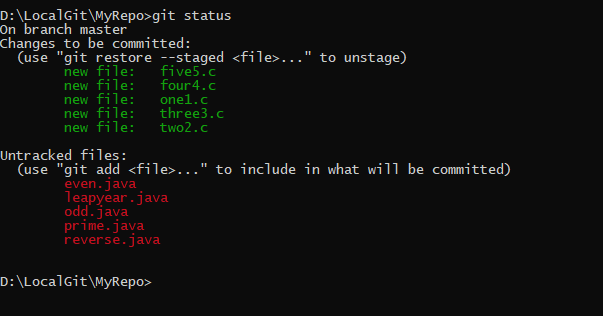 D:\LocalGit\MyRepo>git status
On branch master
Changes to be committed:
  (use "git restore --staged <file>..." to unstage)
        new file:   five5.c
        new file:   four4.c
        new file:   one1.c
        new file:   three3.c
        new file:   two2.c

Untracked files:
  (use "git add <file>..." to include in what will be committed)
        even.java
        leapyear.java
        odd.java
        prime.java
        reverse.java

D:\LocalGit\MyRepo>